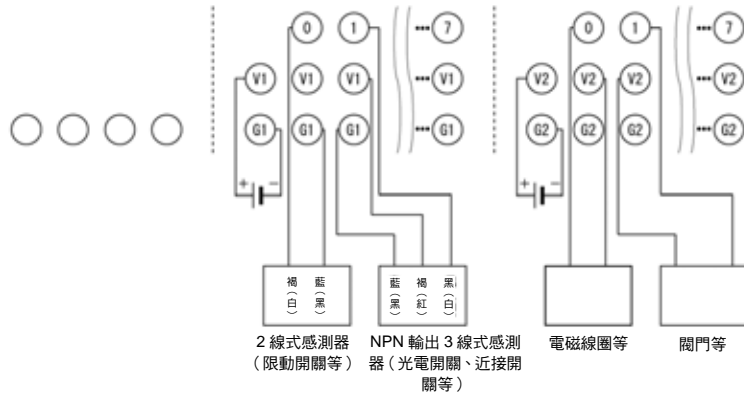 0 1 ··· 7 0 1 ··· 7
V1 V1 V1 ··· V1 V2 V2 V2 ··· V2
G1 G1 G1 ··· G1 G2 G2 G2 ··· G2
+ − + −
褐(白) 藍(黑) 藍(黑) 褐(紅) 黑(白)
2 線式感測器 NPN 輸出 3 線式感測 電磁線圈等 閥門等
(限動開關等) 器(光電開關、近接開
關等)